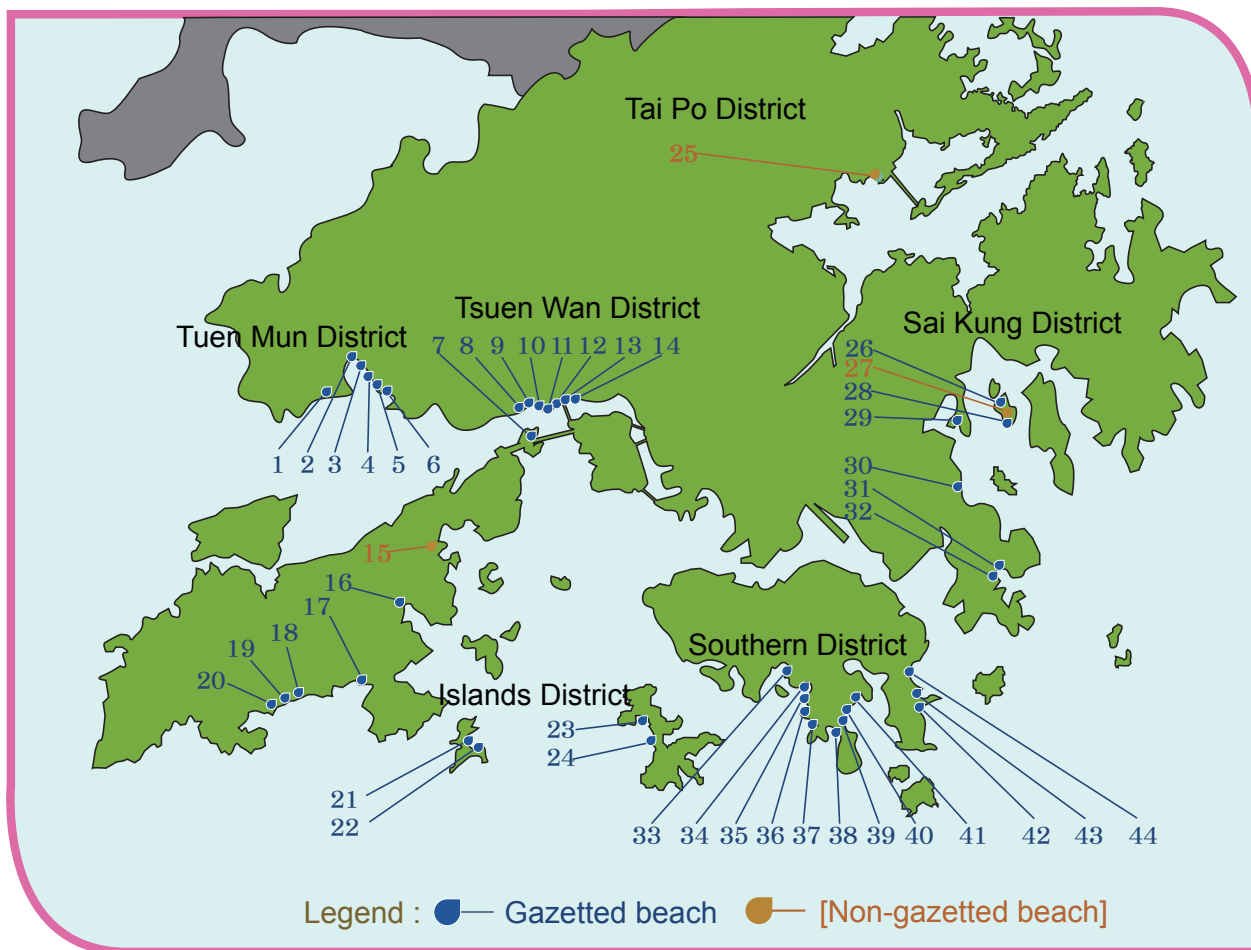 Tai Po District
25
Tsuen Wan District
Tuen Mun District
Sai Kung District
7 8 9 10 11 12 13 14
26
27
28
29
1 2 3 4 5 6
30
31
32
15
16
17
18
19
20
Southern District
Islands District
23
24
21
22
33 34 35 36 37 38 39 40 41 42 43 44
Legend : Gazetted beach [Non-gazetted beach]